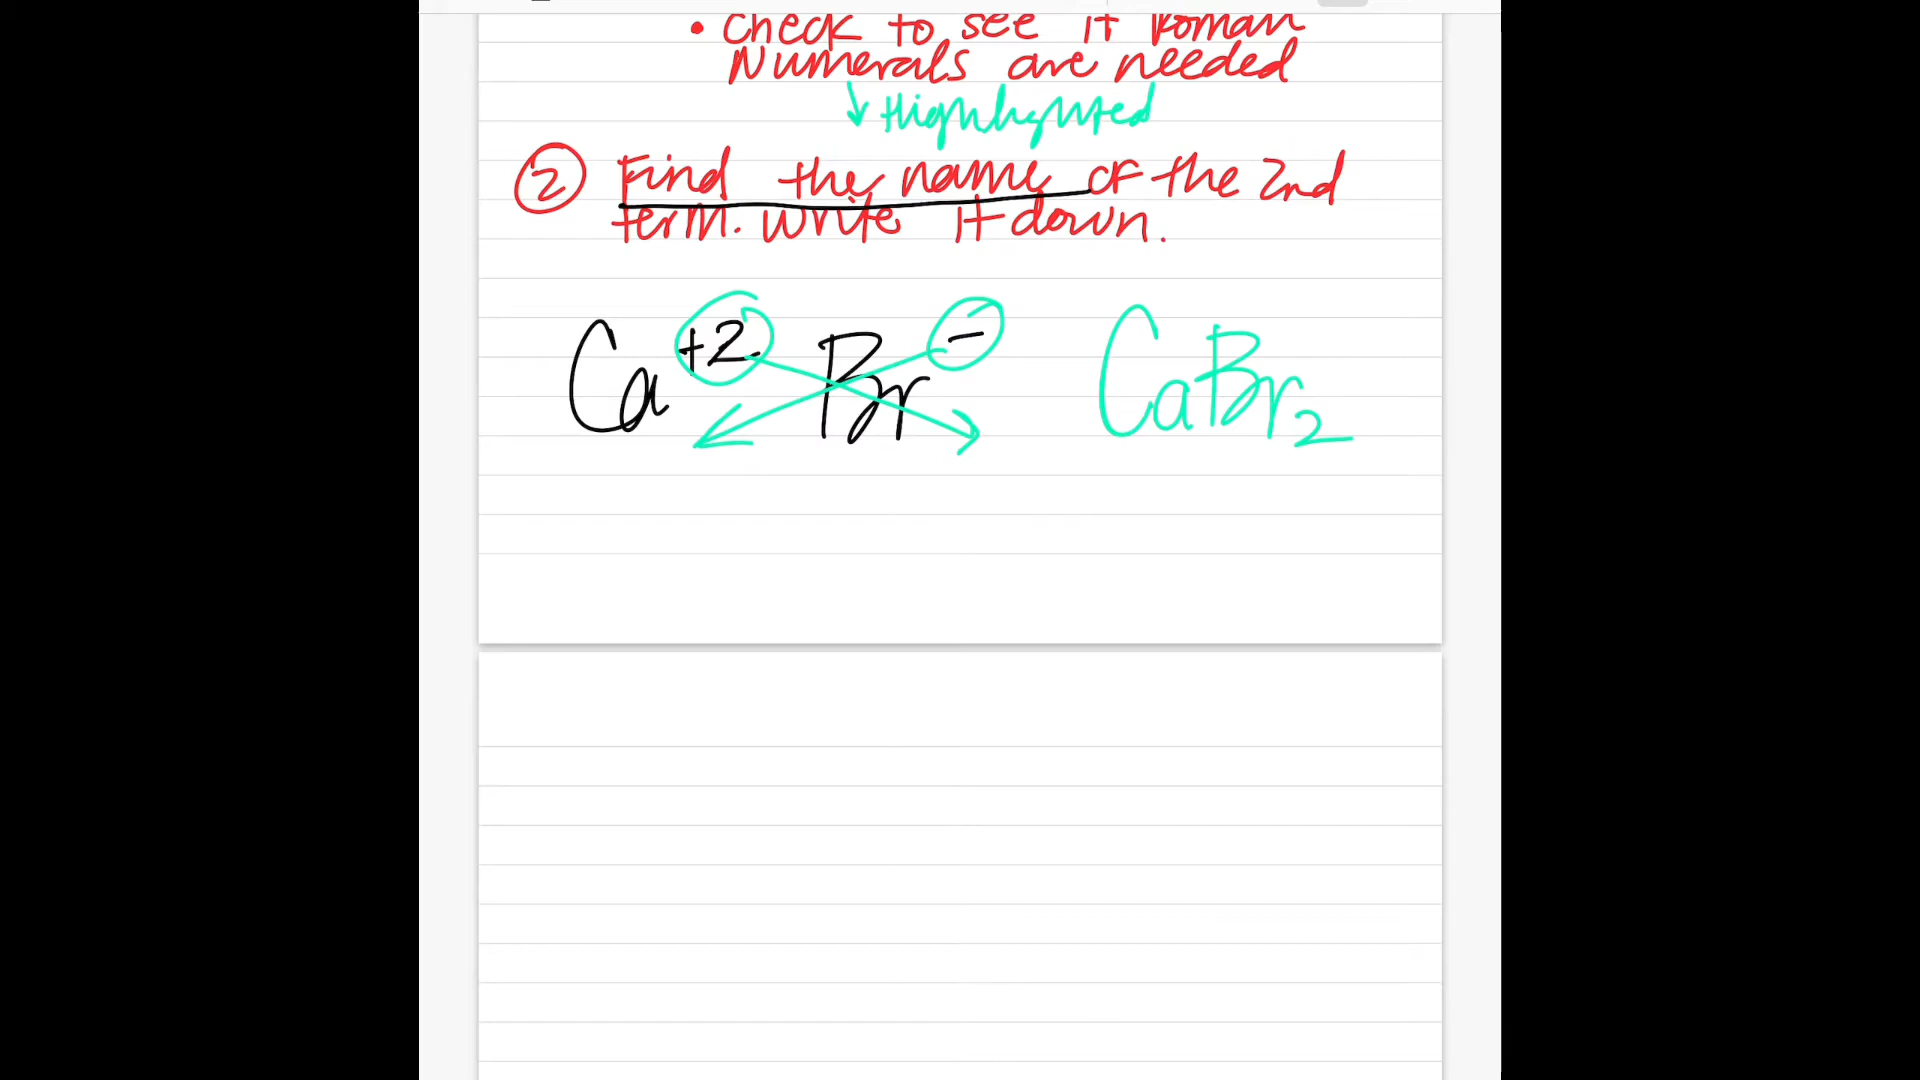 • Check to see if Roman
Numerals are needed
↓ Highlighted
② Find the name of the 2nd
term. Write it down.
Ca +2 Br - CaBr2